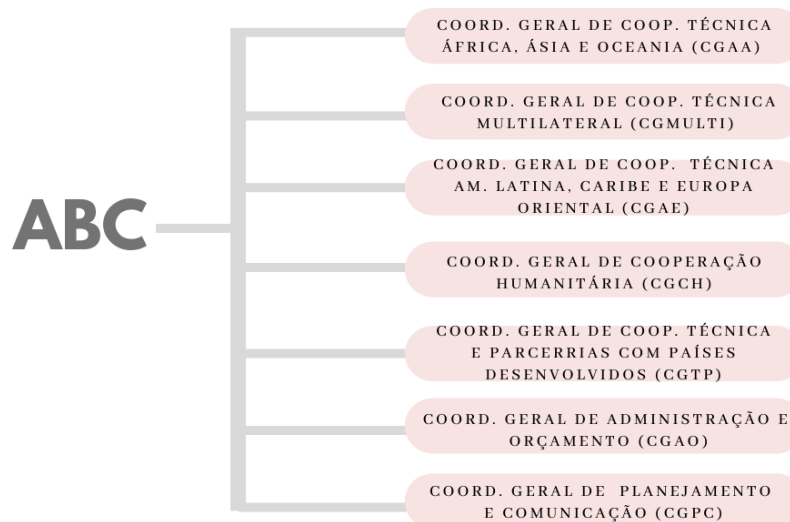 ABC
COORD. GERAL DE COOP. TÉCNICA
ÁFRICA, ÁSIA E OCEANIA (CGAA)
COORD. GERAL DE COOP. TÉCNICA
MULTILATERAL (CGMULTI)
COORD. GERAL DE COOP. TÉCNICA
AM. LATINA, CARIBE E EUROPA
ORIENTAL (CGAE)
COORD. GERAL DE COOPERAÇÃO
HUMANITÁRIA (CGCH)
COORD. GERAL DE COOP. TÉCNICA
E PARCERRIAS COM PAÍSES
DESENVOLVIDOS (CGTP)
COORD. GERAL DE ADMINISTRAÇÃO E
ORÇAMENTO (CGAO)
COORD. GERAL DE PLANEJAMENTO
E COMUNICAÇÃO (CGPC)